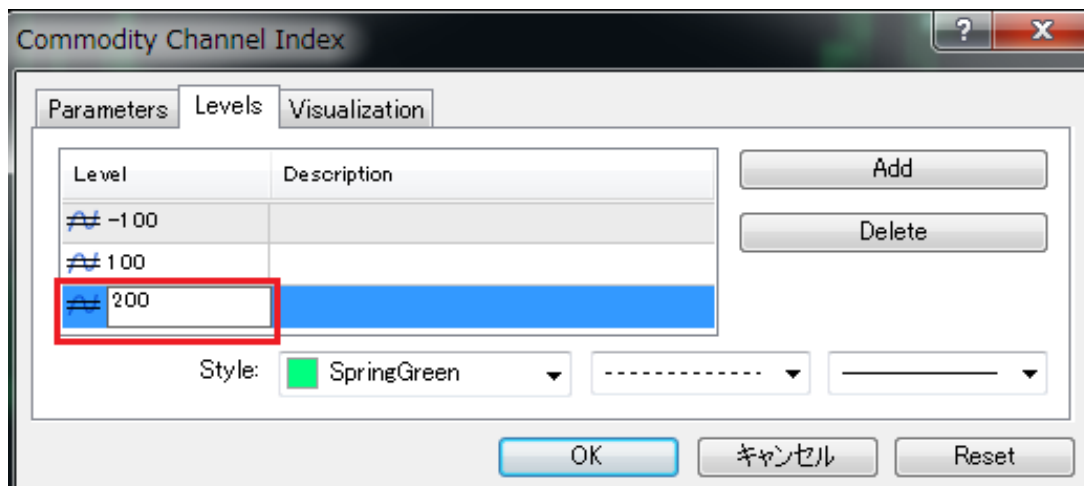 Commodity Channel Index
?
X
Parameters Levels Visualization
Level Description
-100
100
200
Add
Delete
Style: SpringGreen
OK キャンセル Reset